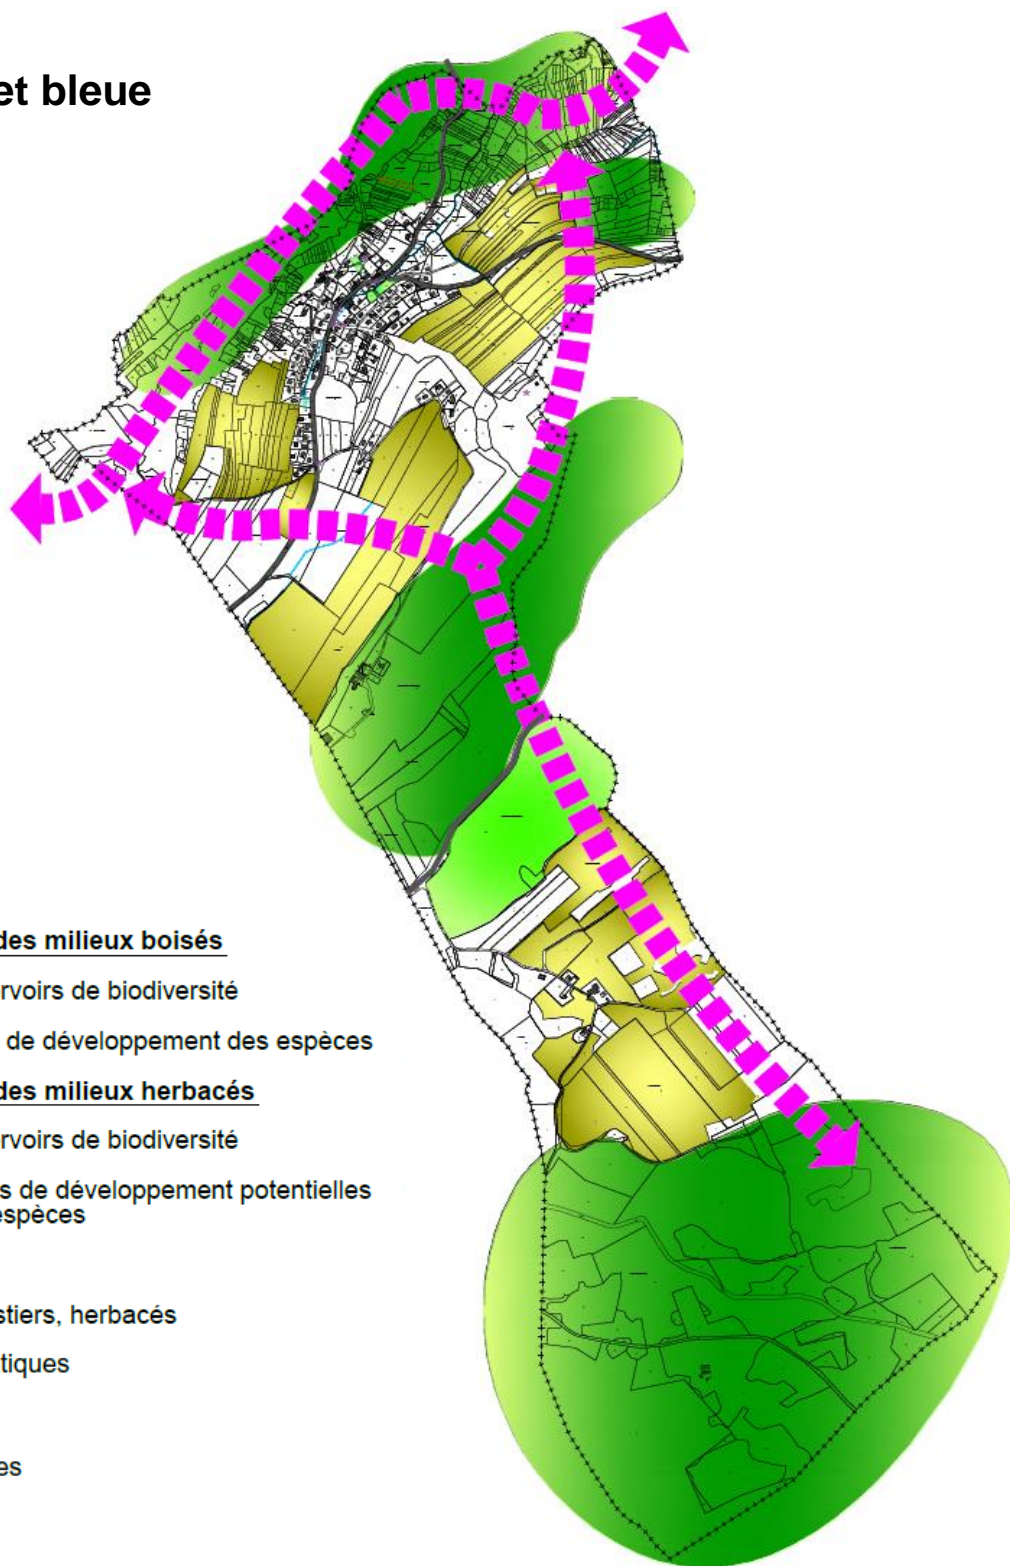 et bleue
des milieux boisés
rvoirs de biodiversité
de développement des espèces
des milieux herbacés
rvoirs de biodiversité
s de développement potentielles
espèces
stiers, herbacés
tiques
es